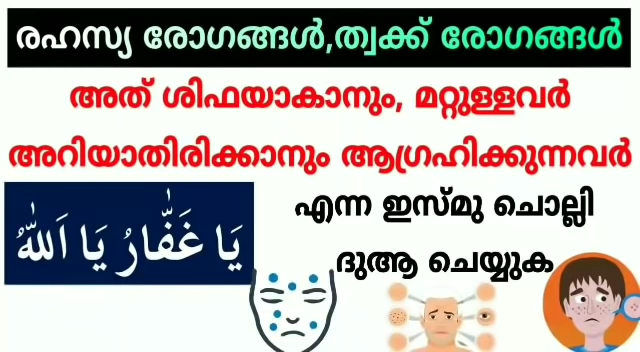 രഹസ്യ രോഗങ്ങൾ,ത്വക്ക് രോഗങ്ങൾ
അത് ശിഫയാകാനും, മറ്റുള്ളവർ
അറിയാതിരിക്കാനും ആഗ്രഹിക്കുന്നവർ
يَا غَفَّارُ يَا اَللّٰهُ
എന്ന ഇസ്മു ചൊല്ലി
ദുആ ചെയ്യുക